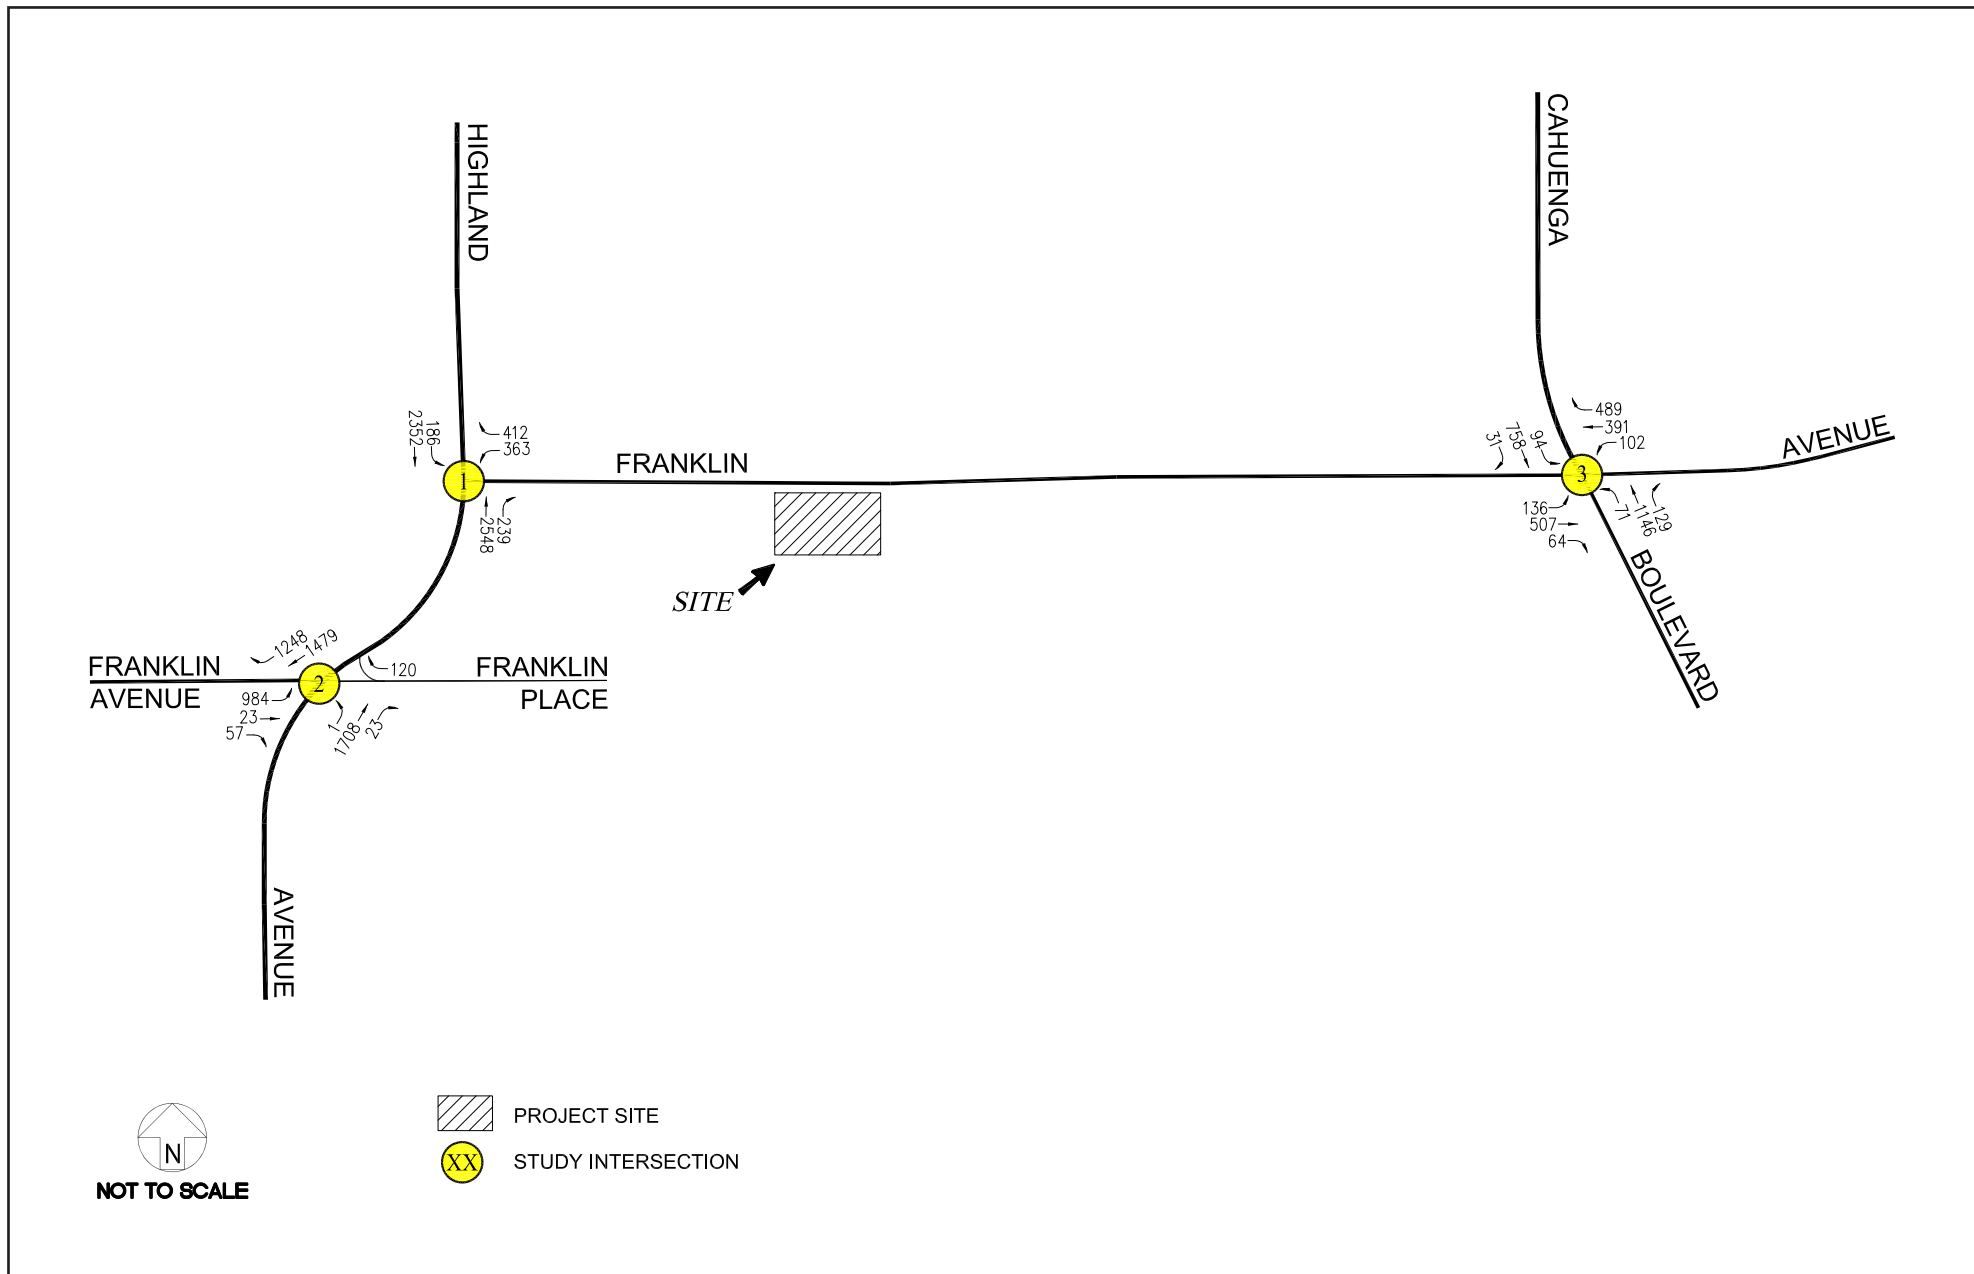 HIGHLAND
CAHUENGA
2352
186
412
363
1
FRANKLIN
239
2548
31
758
94
489
391
102
3
AVENUE
136
507
64
71
1146
129
BOULEVARD
SITE
1248
1479
FRANKLIN
AVENUE
2
120
FRANKLIN
PLACE
984
23
57
1
1708
23
AVENUE
N
NOT TO SCALE
PROJECT SITE
XX
STUDY INTERSECTION